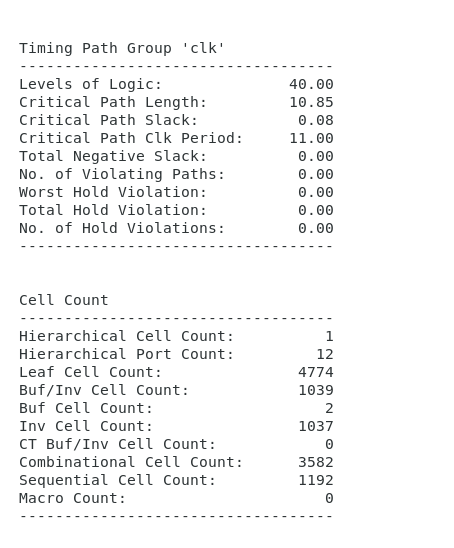 Timing Path Group 'clk'
-----------------------------------
Levels of Logic:              40.00
Critical Path Length:         10.85
Critical Path Slack:           0.08
Critical Path Clk Period:     11.00
Total Negative Slack:          0.00
No. of Violating Paths:        0.00
Worst Hold Violation:          0.00
Total Hold Violation:          0.00
No. of Hold Violations:        0.00
-----------------------------------
Cell Count
-----------------------------------
Hierarchical Cell Count:          1
Hierarchical Port Count:         12
Leaf Cell Count:               4774
Buf/Inv Cell Count:            1039
Buf Cell Count:                   2
Inv Cell Count:                1037
CT Buf/Inv Cell Count:            0
Combinational Cell Count:      3582
Sequential Cell Count:         1192
Macro Count:                      0
-----------------------------------